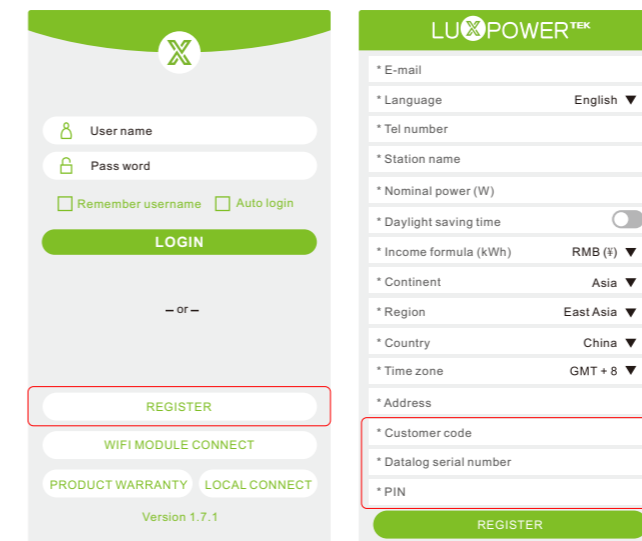 User name
Pass word
Remember username Auto login
LOGIN
– or –
REGISTER
WIFI MODULE CONNECT
PRODUCT WARRANTY LOCAL CONNECT
Version 1.7.1
LUXPOWER TEK
* E-mail
* Language English ▼
* Tel number
* Station name
* Nominal power (W)
* Daylight saving time
* Income formula (kWh) RMB (¥) ▼
* Continent Asia ▼
* Region East Asia ▼
* Country China ▼
* Time zone GMT + 8 ▼
* Address
* Customer code
* Datalog serial number
* PIN
REGISTER